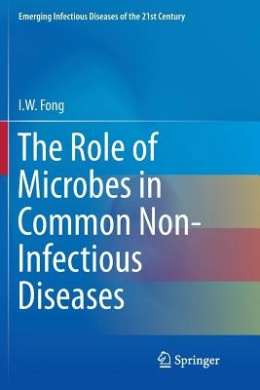 Emerging Infectious Diseases of the 21st Century
I.W. Fong
The Role of
Microbes in
Common Non-
Infectious
Diseases
Springer